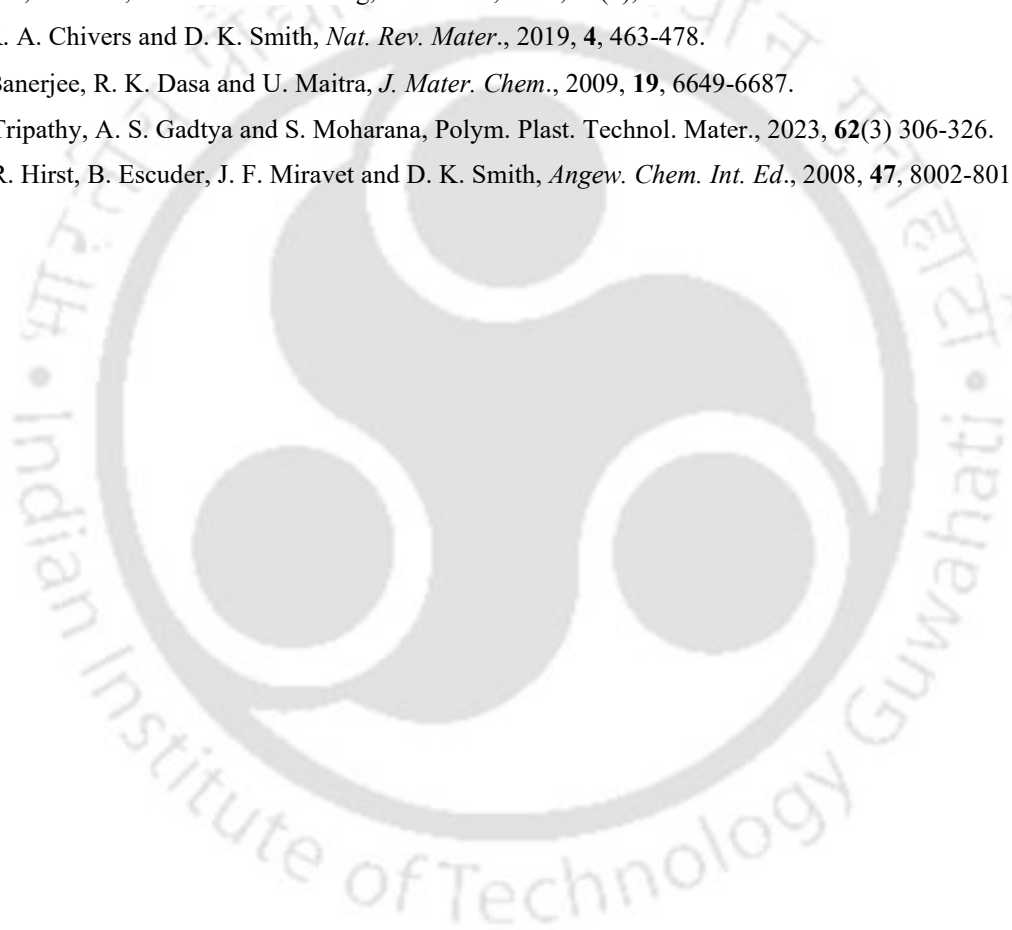 . A. Chivers and D. K. Smith, Nat. Rev. Mater., 2019, 4, 463-478.
Banerjee, R. K. Dasa and U. Maitra, J. Mater. Chem., 2009, 19, 6649-6687.
Tripathy, A. S. Gadtya and S. Moharana, Polym. Plast. Technol. Mater., 2023, 62(3) 306-326.
R. Hirst, B. Escuder, J. F. Miravet and D. K. Smith, Angew. Chem. Int. Ed., 2008, 47, 8002-801
Indian Institute of Technology Guwahati